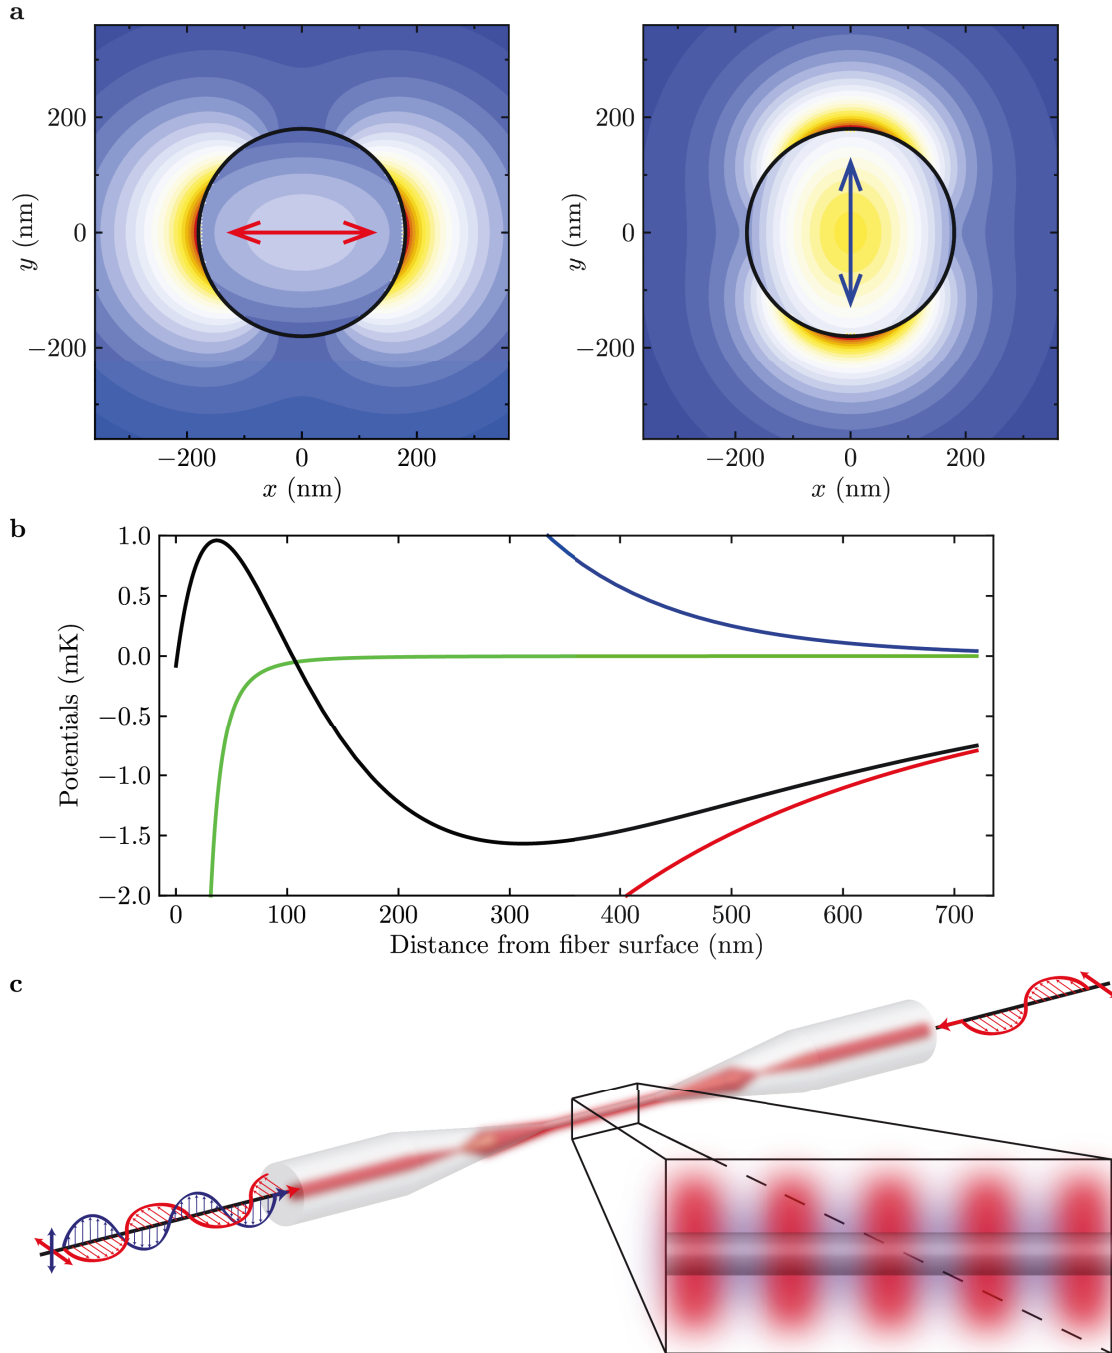 a
200
0
−200
y (nm)
−200 0 200
x (nm)
200
0
−200
y (nm)
−200 0 200
x (nm)
b
1.0
0.5
0.0
−0.5
−1.0
−1.5
−2.0
Potentials (mK)
0 100 200 300 400 500 600 700
Distance from fiber surface (nm)
c